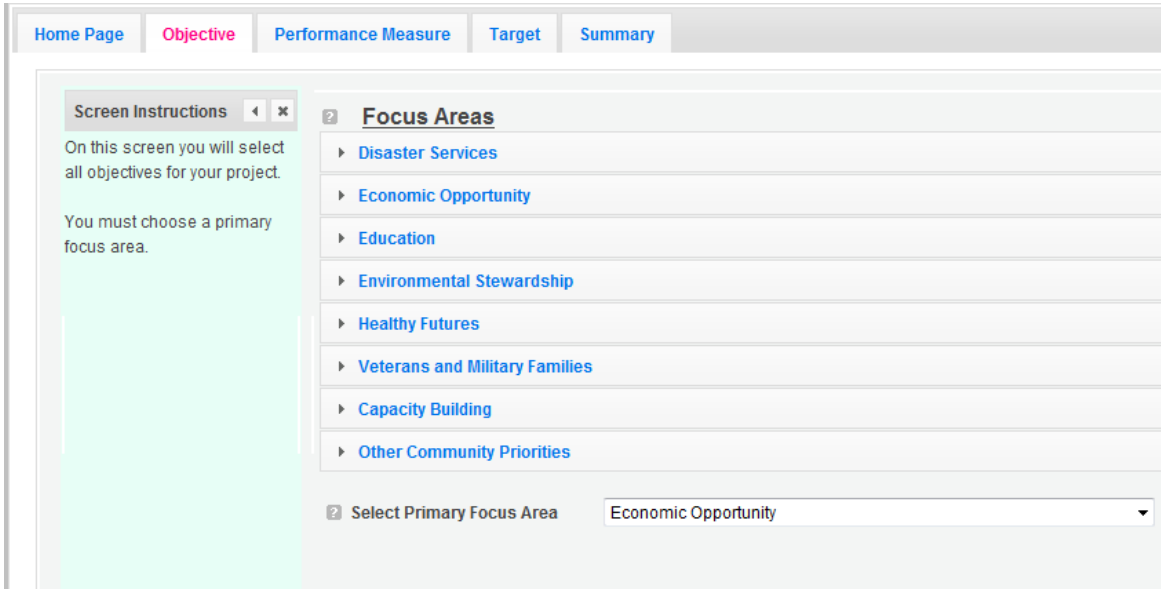 Home Page Objective Performance Measure Target Summary
Screen Instructions
On this screen you will select
all objectives for your project.
You must choose a primary
focus area.
? Focus Areas
Disaster Services
Economic Opportunity
Education
Environmental Stewardship
Healthy Futures
Veterans and Military Families
Capacity Building
Other Community Priorities
? Select Primary Focus Area Economic Opportunity